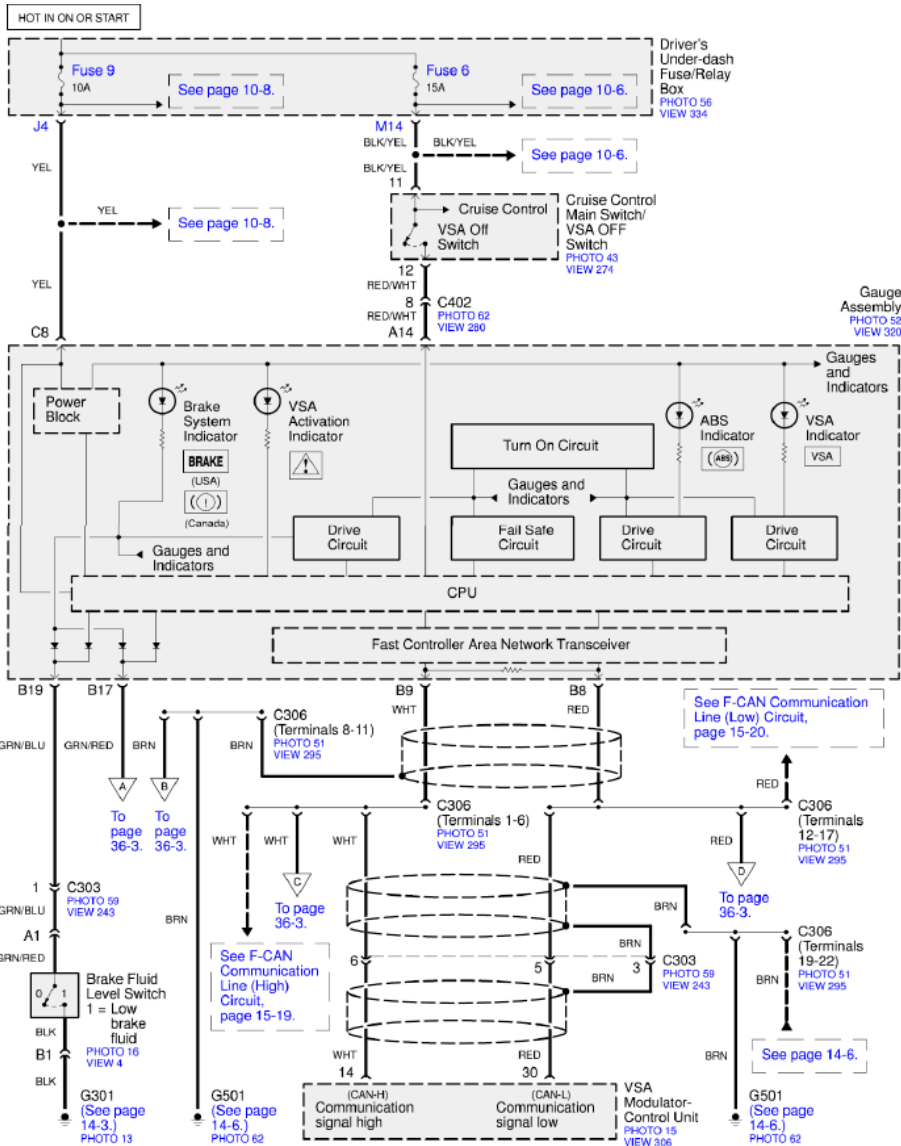 HOT IN ON OR START
Driver's
Under-dash
Fuse/Relay
Box
PHOTO 56
VIEW 334
Fuse 9
10A
See page 10-8.
Fuse 6
15A
See page 10-6.
J4
M14
BLK/YEL
BLK/YEL
See page 10-6.
BLK/YEL
YEL
11
YEL
See page 10-8.
Cruise Control
VSA Off
Switch
Cruise Control
Main Switch/
VSA OFF
Switch
PHOTO 43
VIEW 274
12
RED/WHT
YEL
8
C402
PHOTO 62
VIEW 280
RED/WHT
C8
A14
Gauge
Assembly
PHOTO 52
VIEW 320
Gauges
and
Indicators
Power
Block
Brake
System
Indicator
BRAKE
(USA)
(!)
(Canada)
VSA
Activation
Indicator
!
Turn On Circuit
ABS
Indicator
(ABS)
VSA
Indicator
VSA
Gauges and
Indicators
Drive
Circuit
Fail Safe
Circuit
Drive
Circuit
Drive
Circuit
Gauges and
Indicators
CPU
Fast Controller Area Network Transceiver
B19
B17
B9
B8
WHT
RED
See F-CAN Communication
Line (Low) Circuit,
page 15-20.
C306
(Terminals 8-11)
PHOTO 51
VIEW 295
GRN/BLU
GRN/RED
BRN
BRN
RED
A
B
To
page
36-3.
To
page
36-3.
C306
(Terminals 1-6)
PHOTO 51
VIEW 295
C306
(Terminals
12-17)
PHOTO 51
VIEW 295
WHT
WHT
WHT
RED
RED
C
To page
36-3.
D
To page
36-3.
1
C303
PHOTO 59
VIEW 243
GRN/BLU
BRN
BRN
A1
GRN/RED
See F-CAN
Communication
Line (High)
Circuit,
page 15-19.
BRN
C306
(Terminals
19-22)
PHOTO 51
VIEW 295
6
5
3
C303
PHOTO 59
VIEW 243
BRN
BRN
0
1
Brake Fluid
Level Switch
1 = Low
brake
fluid
PHOTO 16
VIEW 4
BLK
B1
BLK
WHT
RED
BRN
See page 14-6.
14
30
G301
(See page
14-3.)
PHOTO 13
G501
(See page
14-6.)
PHOTO 62
(CAN-H)
Communication
signal high
(CAN-L)
Communication
signal low
VSA
Modulator-
Control Unit
PHOTO 15
VIEW 306
G501
(See page
14-6.)
PHOTO 62